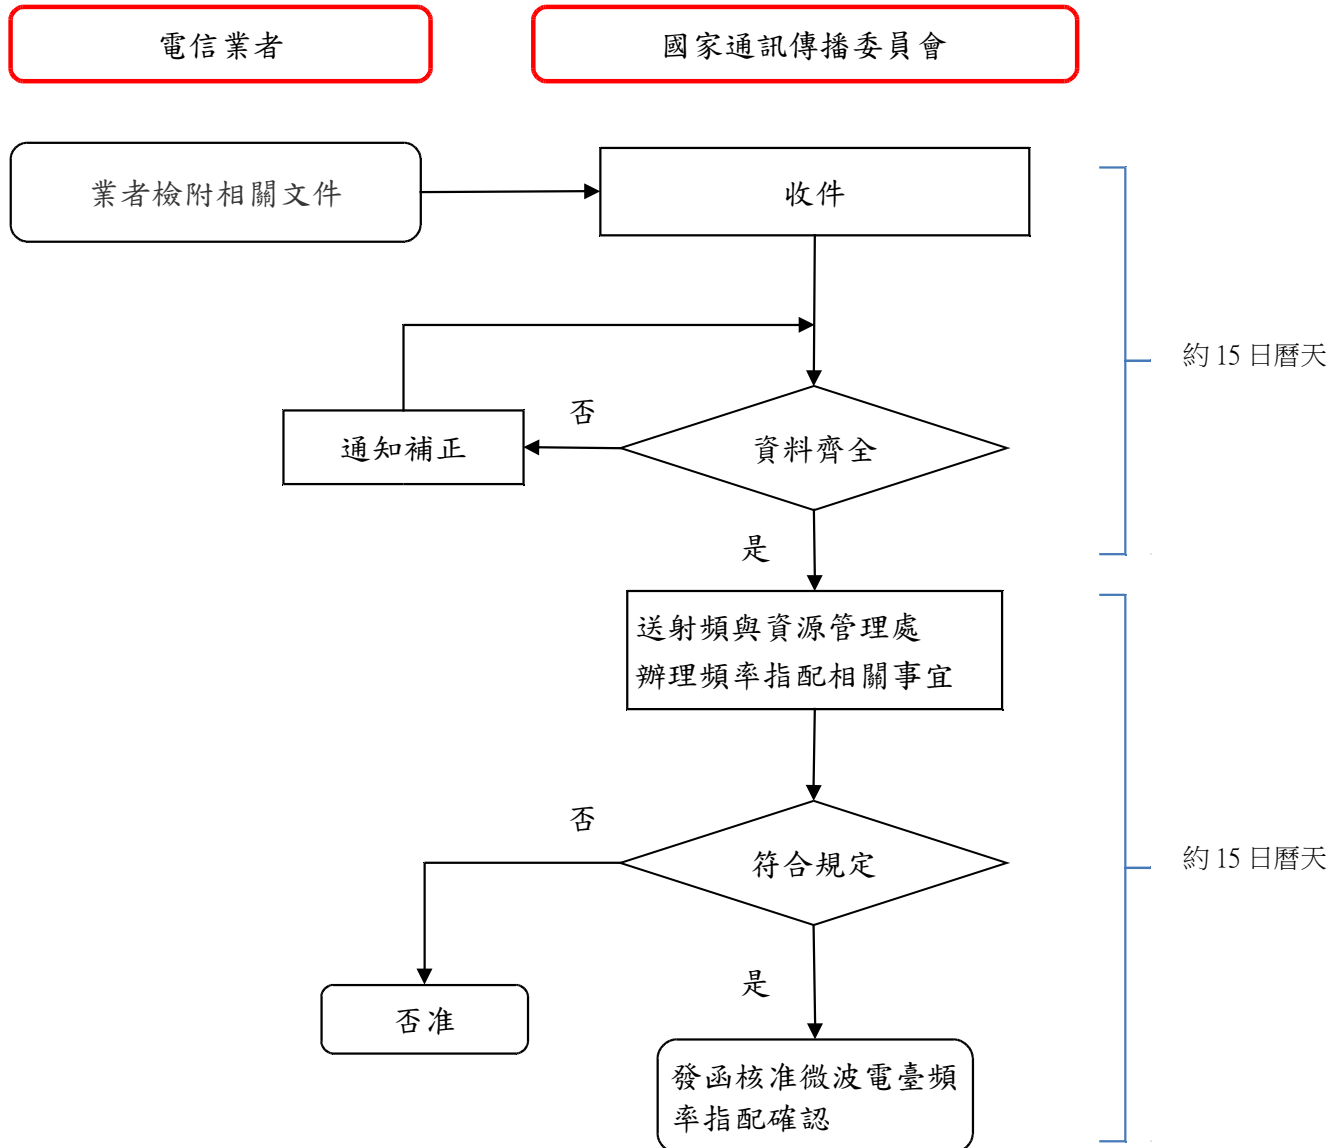 電信業者
國家通訊傳播委員會
業者檢附相關文件
收件
約 15 日曆天
否
通知補正
資料齊全
是
送射頻與資源管理處
辦理頻率指配相關事宜
否
符合規定
約 15 日曆天
是
否准
發函核准微波電臺頻
率指配確認